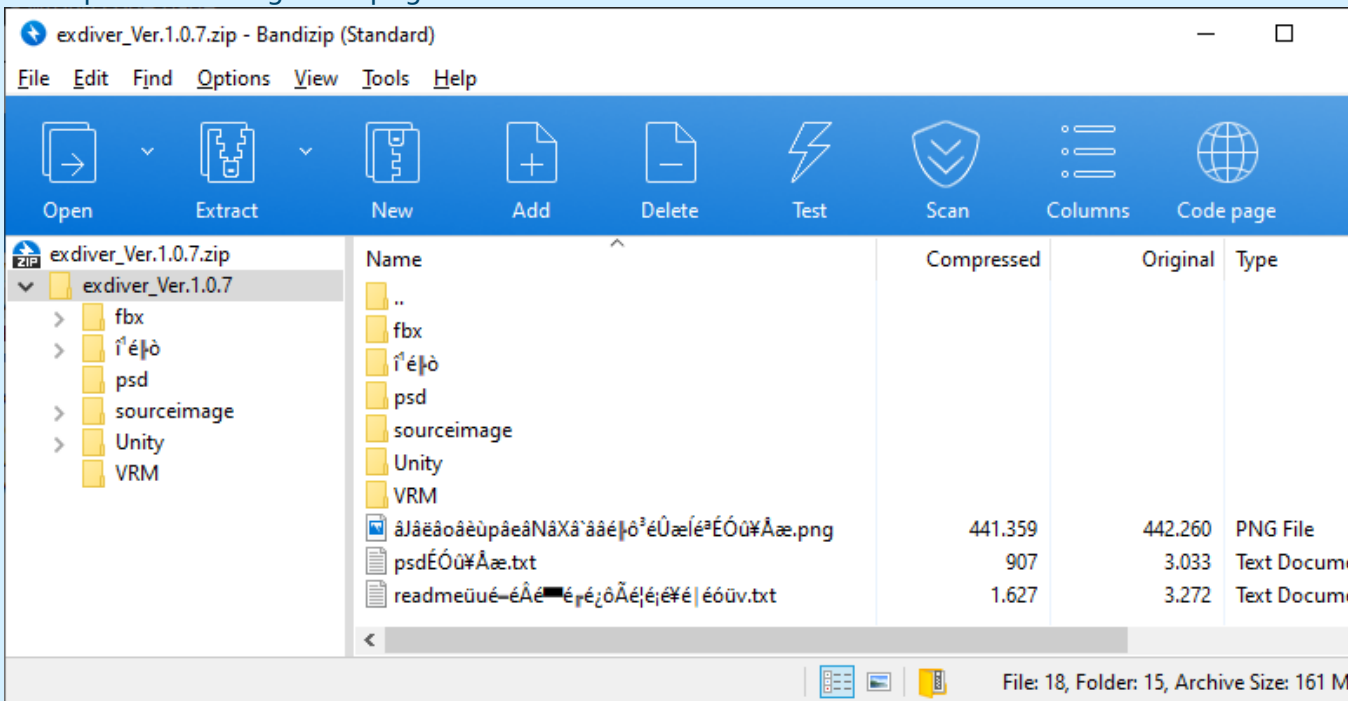 exdiver_Ver.1.0.7.zip - Bandizip (Standard)
File Edit Find Options View Tools Help
Open Extract New Add Delete Test Scan Columns Code page
exdiver_Ver.1.0.7.zip
exdiver_Ver.1.0.7
fbx
psd
sourceimage
Unity
VRM
Name Compressed Original Type
..
fbx
psd
sourceimage
Unity
VRM
441.359 442.260 PNG File
psdÉÓû¥Åæ.txt 907 3.033 Text Docume
1.627 3.272 Text Docume
File: 18, Folder: 15, Archive Size: 161 M